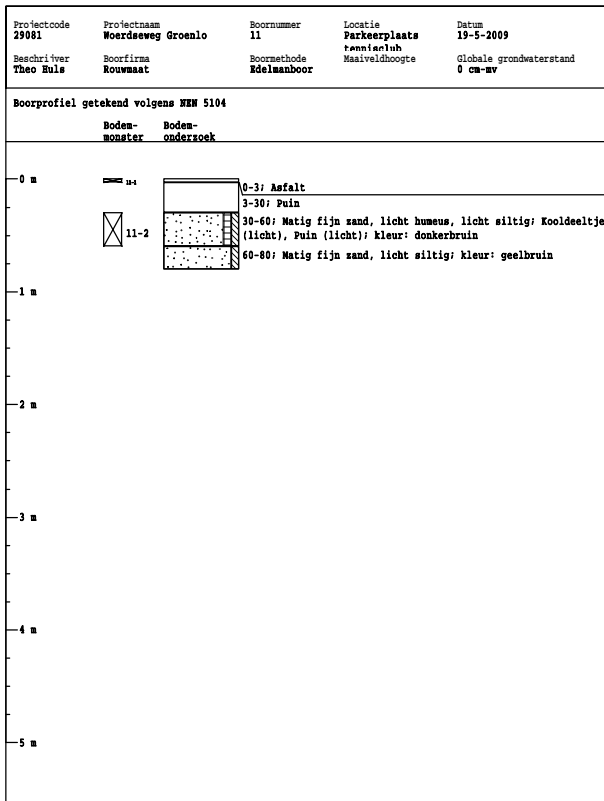 Projectcode Projectnaam Boornummer Locatie Datum
29081 Woerdseweg Groenlo 11 Parkeerplaats 19-5-2009
tennisclub
Beschrijver Boorfirma Boormethode Maaiveldhoogte Globale grondwaterstand
Theo Huls Rouwmaat Edelmanboor 0 cm-mv
Boorprofiel getekend volgens NEN 5104
Bodem- Bodem-
monster onderzoek
0 m 11-1
0-3; Asfalt
3-30; Puin
30-60; Matig fijn zand, licht humeus, licht siltig; Kooldeeltje
11-2 (licht), Puin (licht); kleur: donkerbruin
60-80; Matig fijn zand, licht siltig; kleur: geelbruin
1 m
2 m
3 m
4 m
5 m